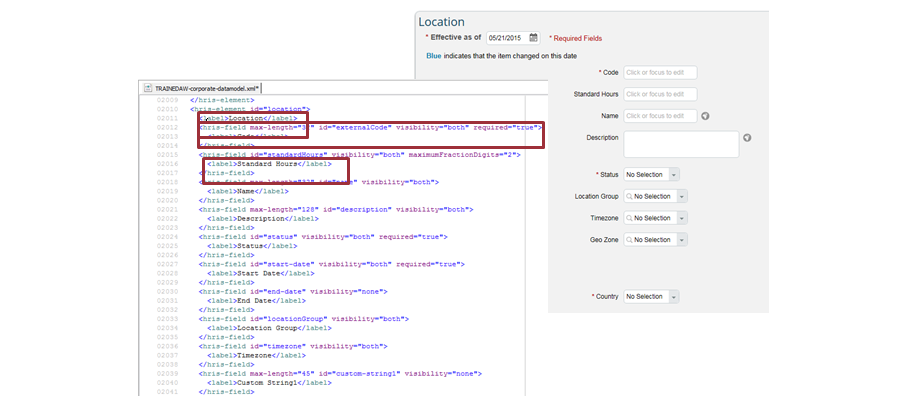 Location
* Effective as of 05/21/2015 * Required Fields
Blue indicates that the item changed on this date
* Code Click or focus to edit
Standard Hours Click or focus to edit
Name Click or focus to edit
Description
* Status No Selection
Location Group No Selection
Timezone No Selection
Geo Zone No Selection
* Country No Selection
TRAINEDAW-corporate-datamodel.xml*
02009 </hris-element>
02010 <hris-element id="location">
02011 <label>Location</label>
02012 <hris-field max-length="3 id="externalCode" visibility="both" required="true">
02013
02014 </hris-field>
02015 <hris-field id="standardHours" visibility="both" maximumFractionDigits="2">
02016 <label>Standard Hours</label>
02017 </hris-field>
02018 visibility="both">
02019 <label>Name</label>
02020 </hris-field>
02021 <hris-field max-length="128" id="description" visibility="both">
02022 <label>Description</label>
02023 </hris-field>
02024 <hris-field id="status" visibility="both" required="true">
02025 <label>Status</label>
02026 </hris-field>
02027 <hris-field id="start-date" visibility="both" required="true">
02028 <label>Start Date</label>
02029 </hris-field>
02030 <hris-field id="end-date" visibility="none">
02031 <label>End Date</label>
02032 </hris-field>
02033 <hris-field id="locationGroup" visibility="both">
02034 <label>Location Group</label>
02035 </hris-field>
02036 <hris-field id="timezone" visibility="both">
02037 <label>Timezone</label>
02038 </hris-field>
02039 <hris-field max-length="45" id="custom-string1" visibility="none">
02040 <label>Custom String1</label>
02041 </hris-field>